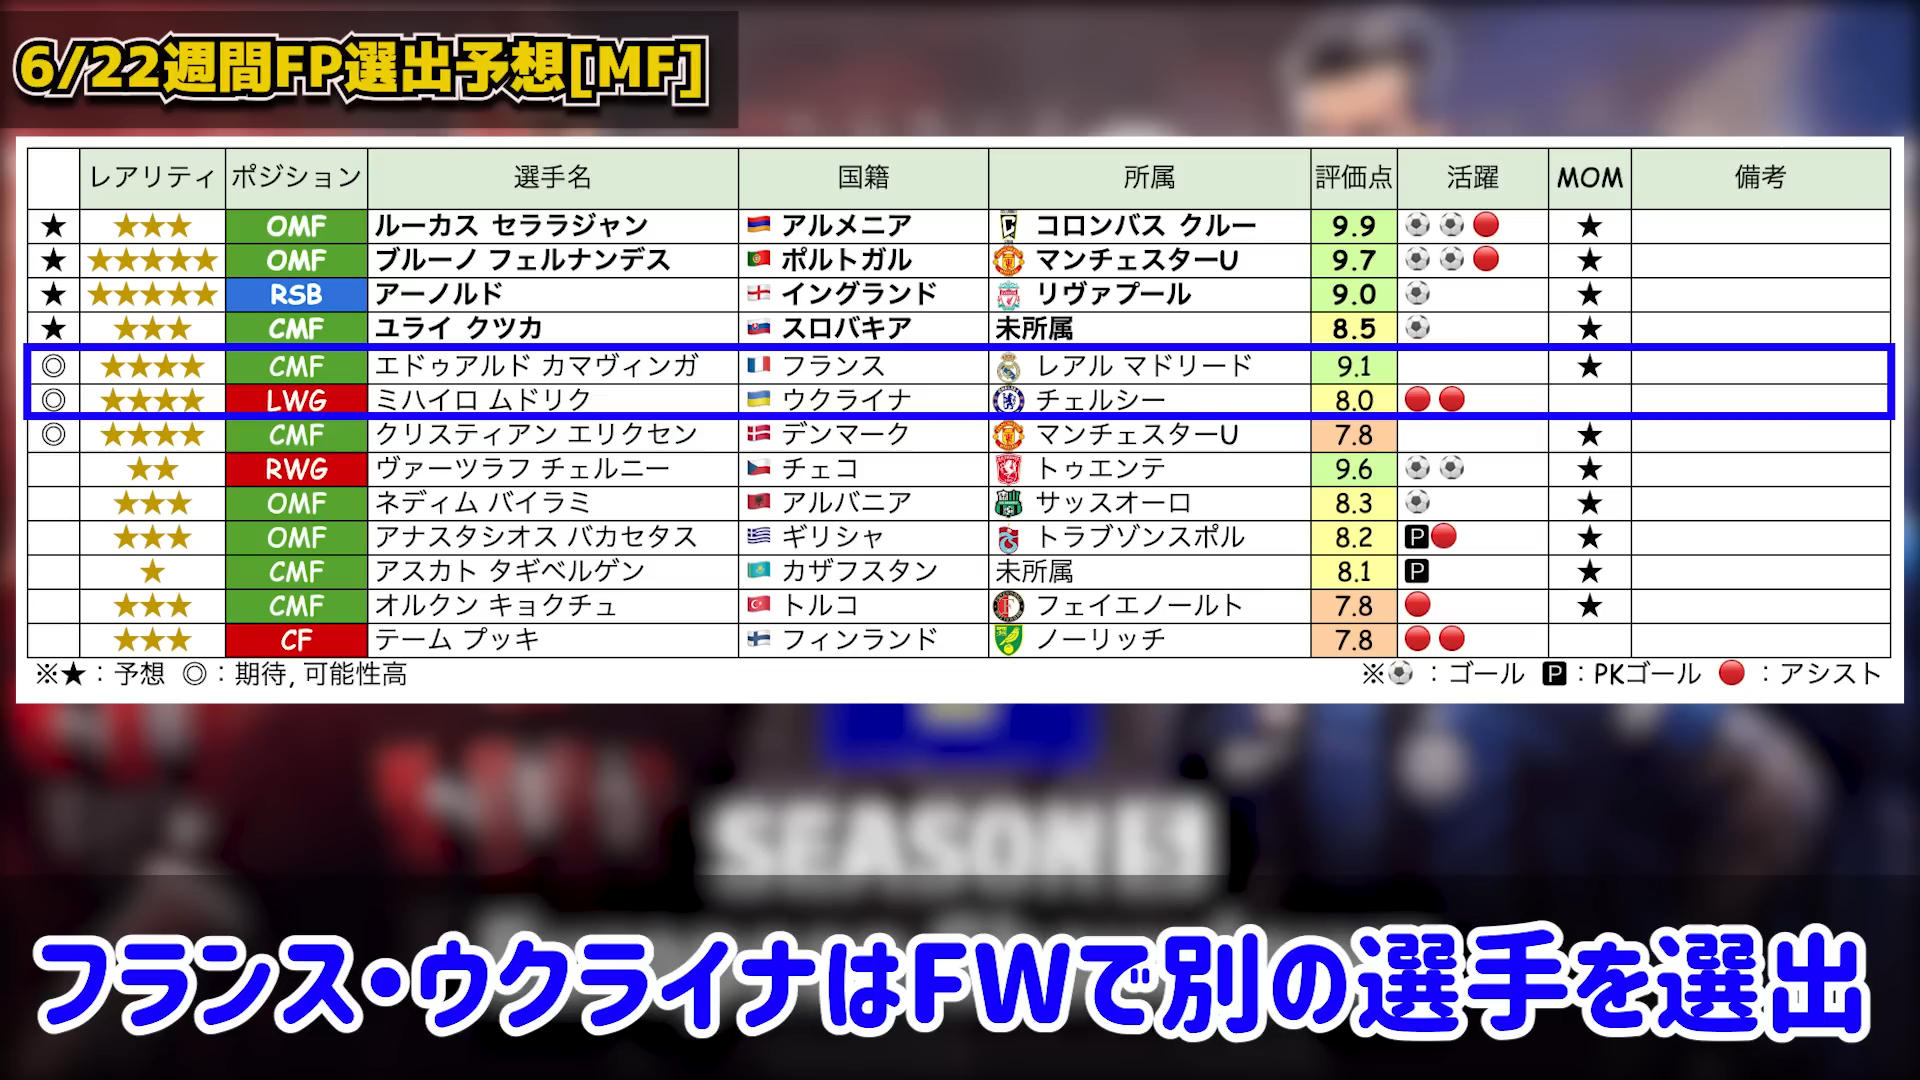 6/22週間FP選出予想[MF]
レアリティ ポジション 選手名 国籍 所属 評価点 活躍 MOM 備考
★ ★★★ OMF ルーカス セララジャン アルメニア コロンバス クルー 9.9 ★
★ ★★★★★ OMF ブルーノ フェルナンデス ポルトガル マンチェスターU 9.7 ★
★ ★★★★★ RSB アーノルド イングランド リヴァプール 9.0 ★
★ ★★★ CMF ユライ クツカ スロバキア 未所属 8.5 ★
◎ ★★★★ CMF エドゥアルド カマヴィンガ フランス レアル マドリード 9.1 ★
◎ ★★★★ LWG ミハイロ ムドリク ウクライナ チェルシー 8.0
◎ ★★★★ CMF クリスティアン エリクセン デンマーク マンチェスターU 7.8 ★
★★ RWG ヴァーツラフ チェルニー チェコ トゥエンテ 9.6 ★
★★★ OMF ネディム バイラミ アルバニア サッスオーロ 8.3 ★
★★★ OMF アナスタシオス バカセタス ギリシャ トラブゾンスポル 8.2 P ★
★ CMF アスカト タギベルゲン カザフスタン 未所属 8.1 P ★
★★★ CMF オルクン キョクチュ トルコ フェイエノールト 7.8 ★
★★★ CF テーム プッキ フィンランド ノーリッチ 7.8
※★：予想 ◎：期待, 可能性高 ※⚽：ゴール P：PKゴール 🔴：アシスト
SEASON 5
フランス・ウクライナはFWで別の選手を選出